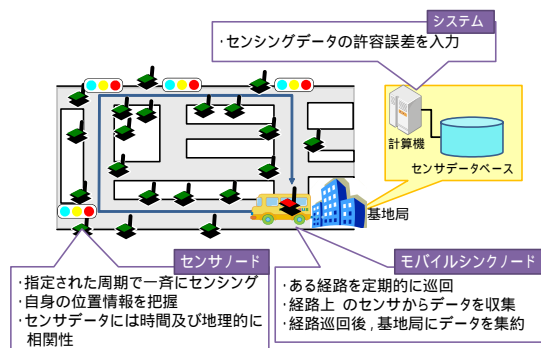 システム
・センシングデータの許容誤差を入力
計算機
センサデータベース
基地局
センサノード
・指定された周期で一斉にセンシング
・自身の位置情報を把握
・センサデータには時間及び地理的に
相関性
モバイルシンクノード
・ある経路を定期的に巡回
・経路上 のセンサからデータを収集
・経路巡回後,基地局にデータを集約